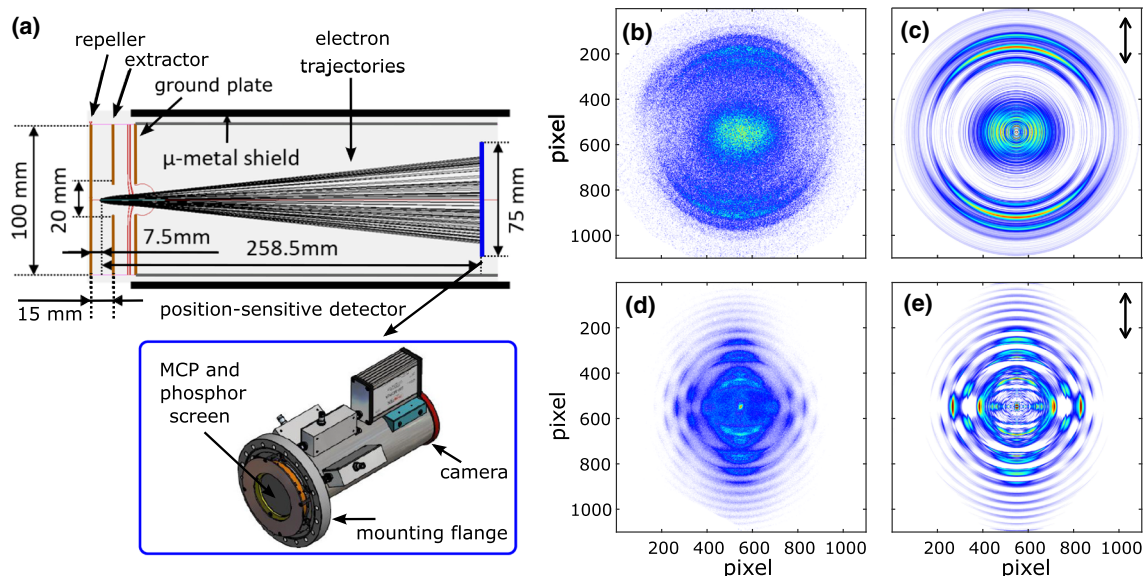 (a)
repeller
extractor
ground plate
electron
trajectories
μ-metal shield
100 mm
20 mm
7.5mm
258.5mm
75 mm
15 mm
position-sensitive detector
MCP and
phosphor
screen
camera
mounting flange
(b)
200
400
600
800
1000
pixel
(c)
(d)
200
400
600
800
1000
pixel
200 400 600 800 1000
pixel
(e)
200 400 600 800 1000
pixel